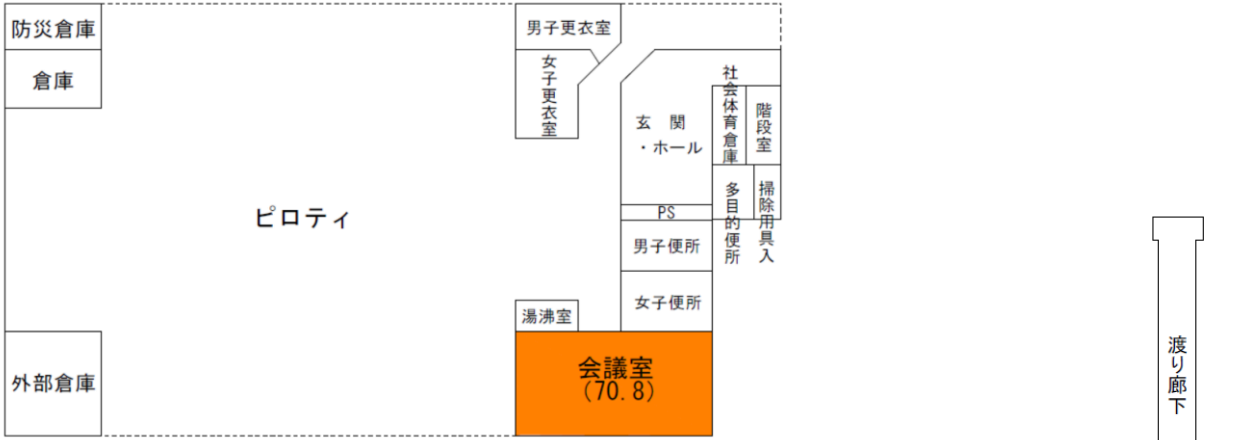 防災倉庫
男子更衣室
倉庫
女子更衣室
社会体育倉庫
階段室
玄　関
・ホール
多目的便所
掃除用具入
PS
ピロティ
男子便所
女子便所
湯沸室
会議室
(70.8)
外部倉庫
渡り廊下